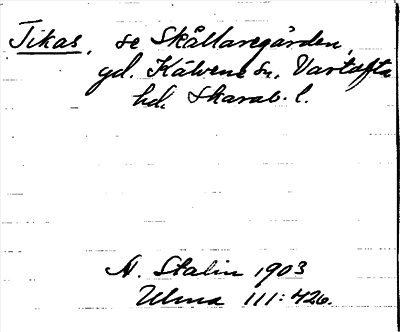 Tikas, se Skållaregården,
gd. Kälvene sn, Vartofta
hd, Skarab. l.
N. Stalin 1903
Ulma 111:426.